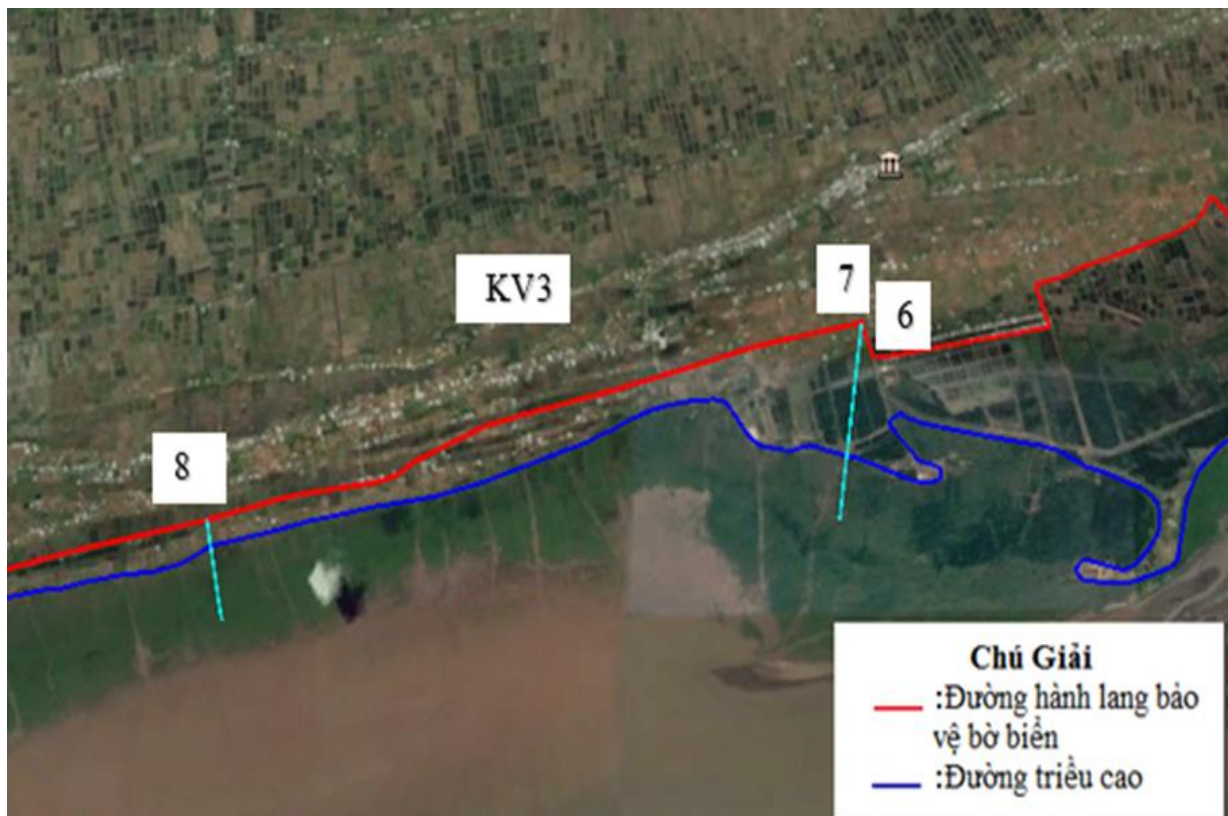 KV3
7
6
8
Chú Giải
:Đường hành lang bảo
vệ bờ biển
:Đường triều cao